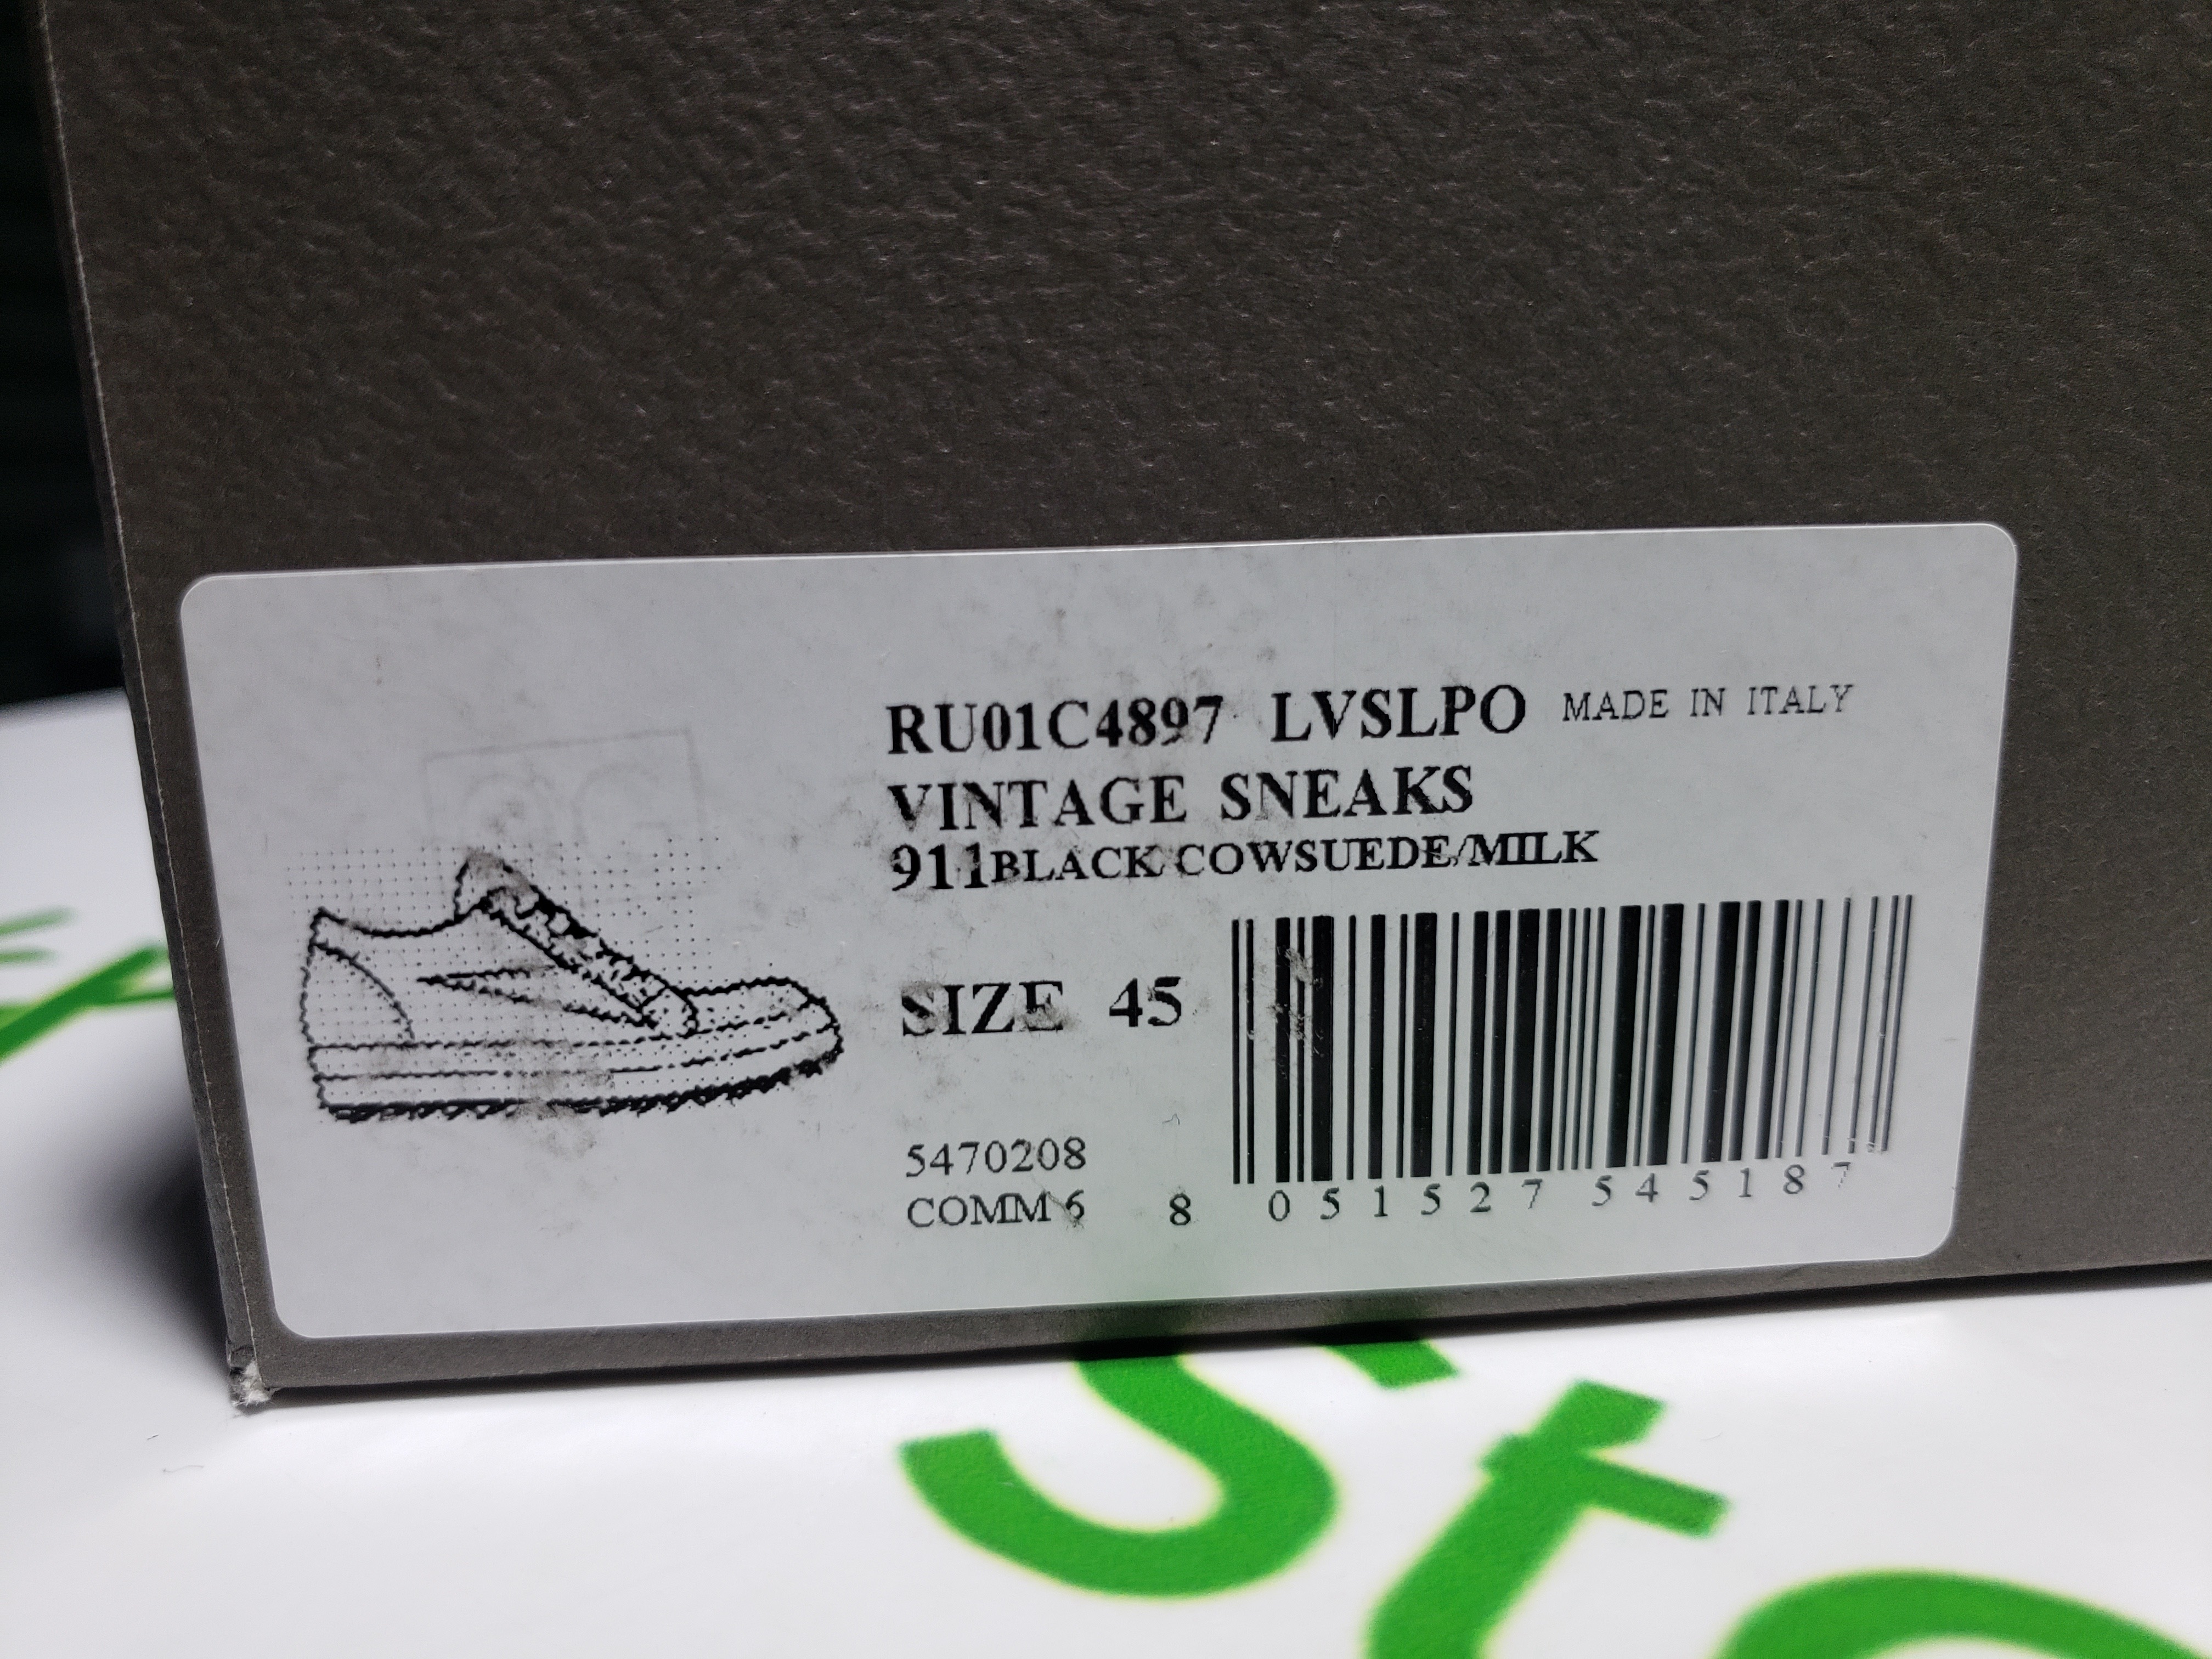 RU01C4897 LVSLPO MADE IN ITALY
VINTAGE SNEAKS
911BLACK COWSUEDE/MILK
SIZE 45
5470208
COMM 6
8 051527 545187